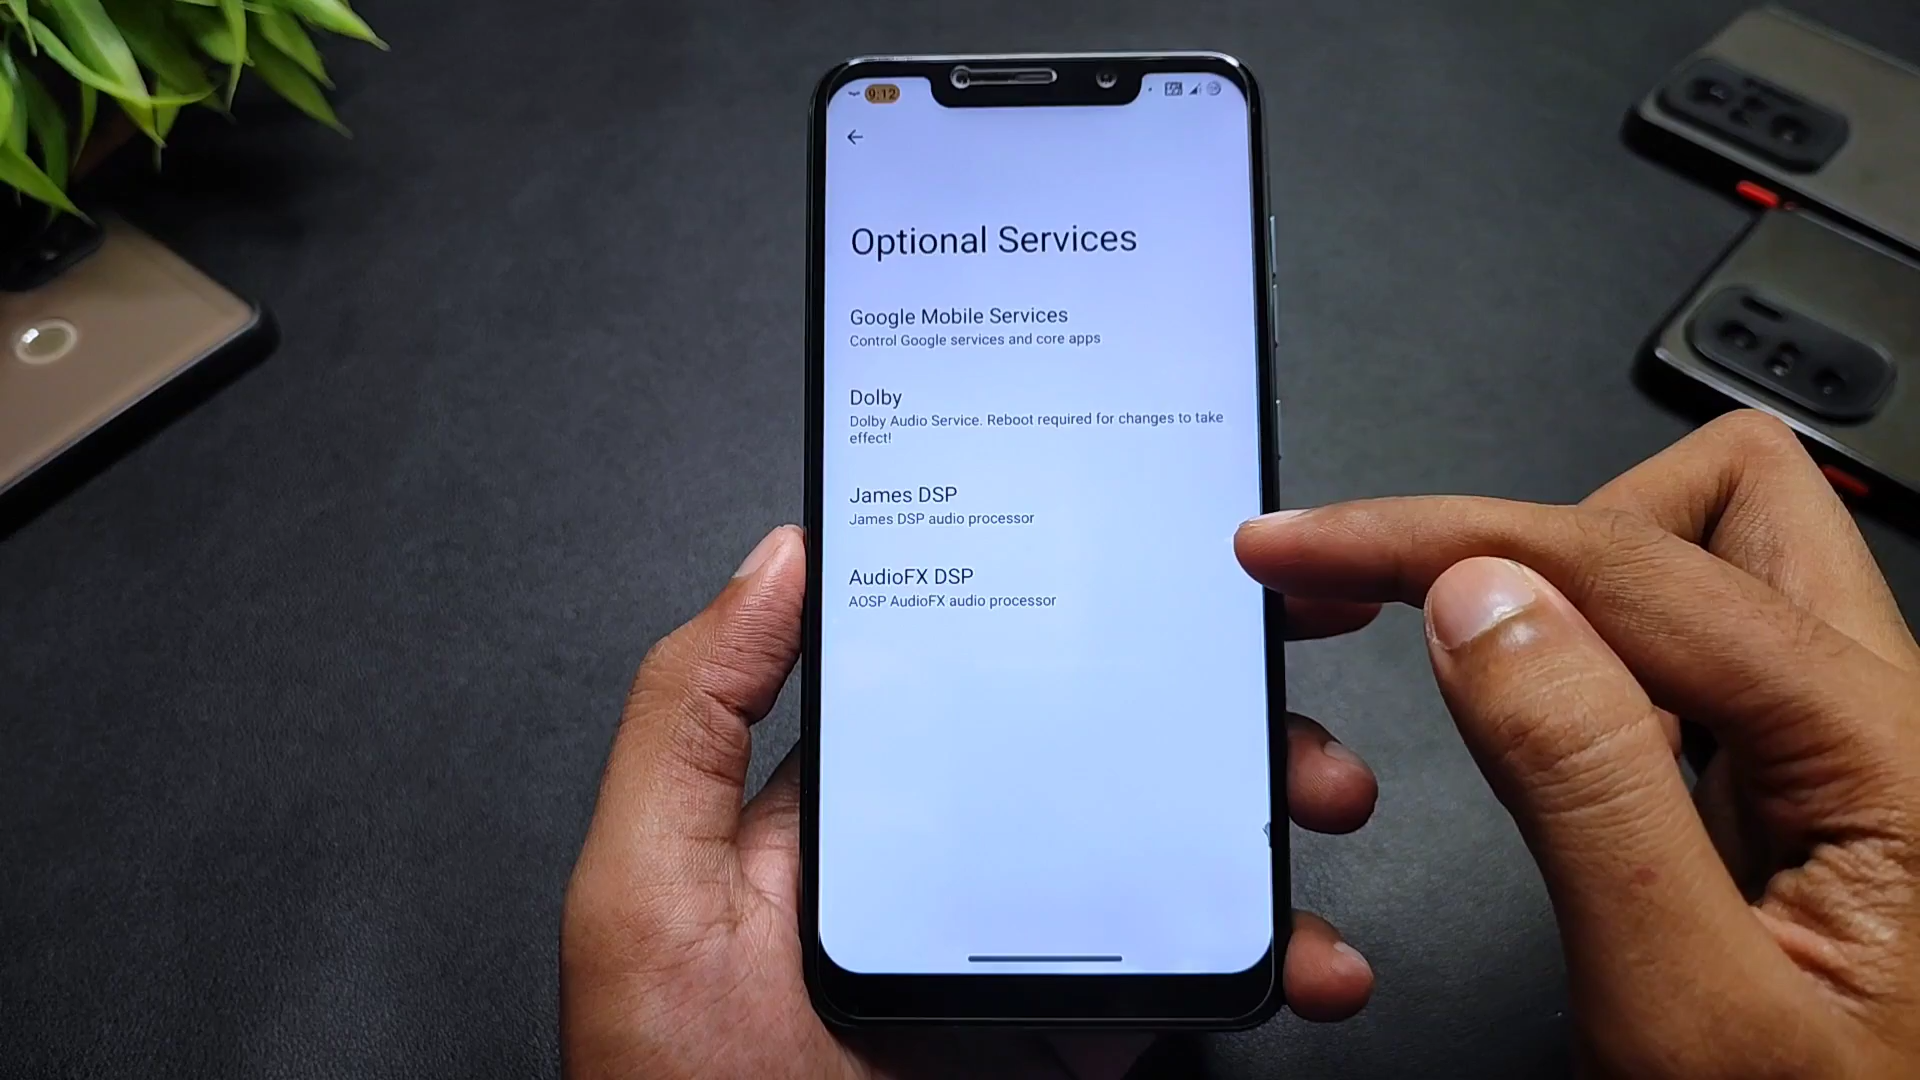 9:12
Optional Services
Google Mobile Services
Control Google services and core apps
Dolby
Dolby Audio Service. Reboot required for changes to take
effect!
James DSP
James DSP audio processor
AudioFX DSP
AOSP AudioFX audio processor